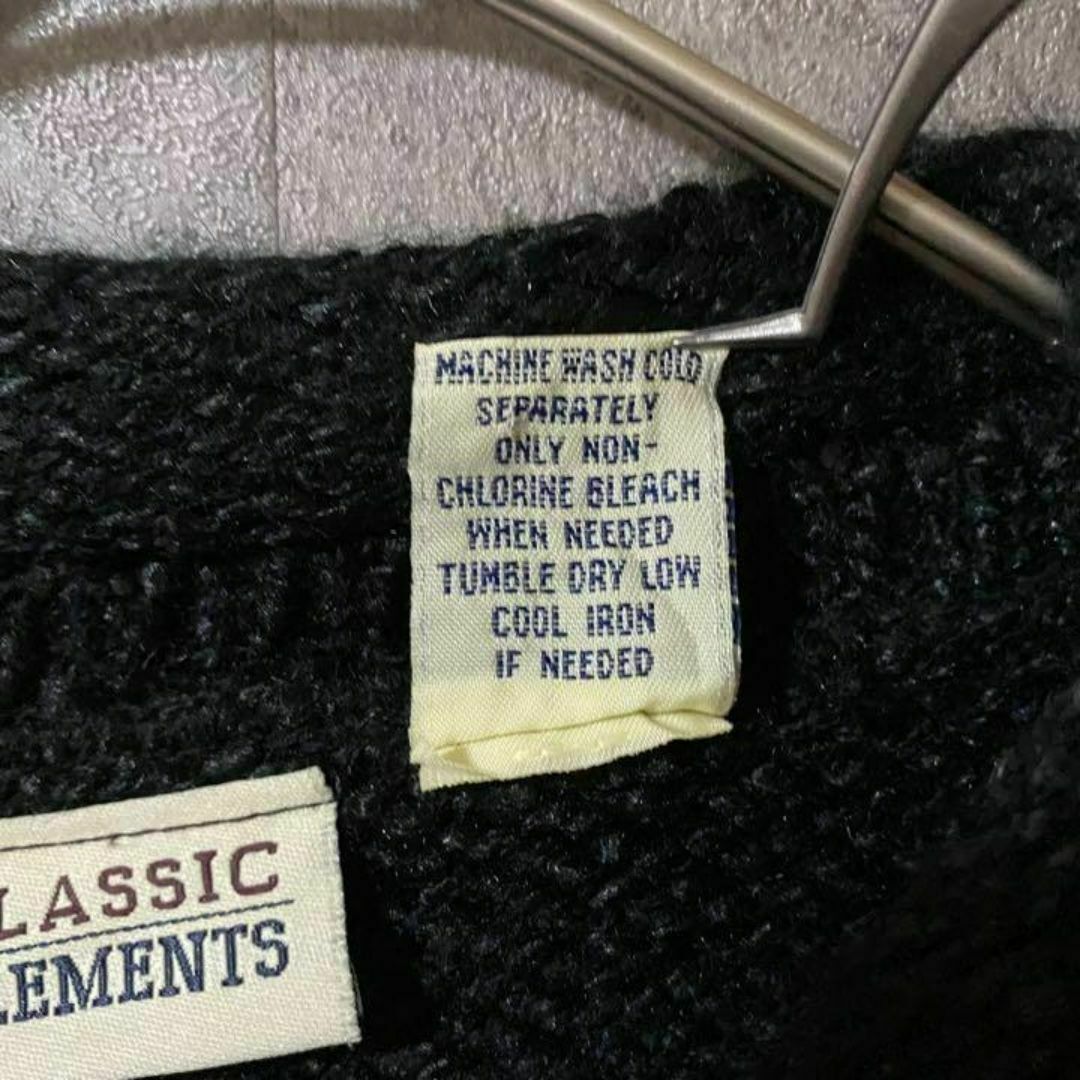 MACHINE WASH COLD
SEPARATELY
ONLY NON-
CHLORINE BLEACH
WHEN NEEDED
TUMBLE DRY LOW
COOL IRON
IF NEEDED
LASSIC
LEMENTS